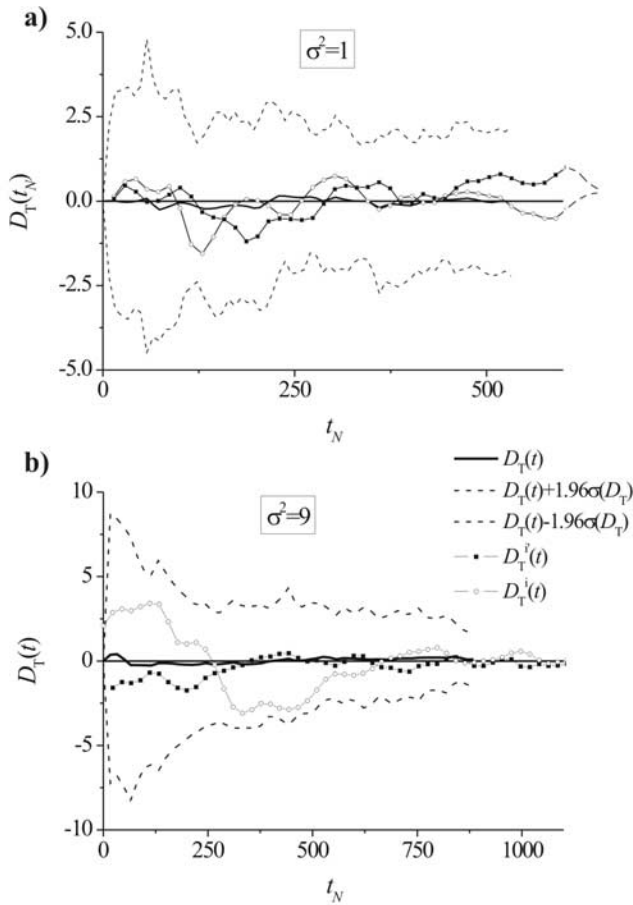 a)
σ²=1
5.0
2.5
0.0
-2.5
-5.0
D_T(t_N)
0
250
500
t_N
b)
σ²=9
D_T(t)
D_T(t)+1.96σ(D_T)
D_T(t)-1.96σ(D_T)
D_T^i'(t)
D_T^i(t)
10
5
0
-5
-10
D_T(t)
0
250
500
750
1000
t_N